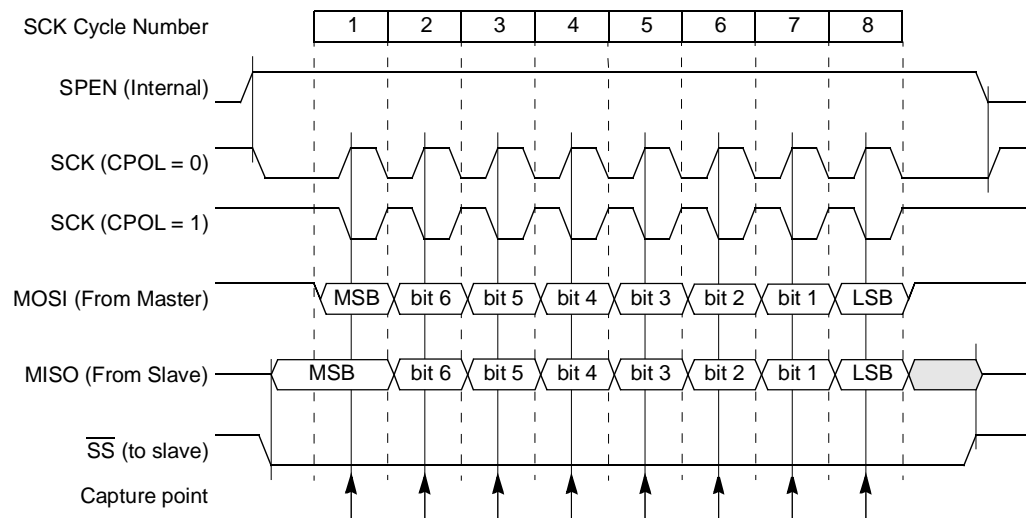 SCK Cycle Number 1 2 3 4 5 6 7 8
SPEN (Internal)
SCK (CPOL = 0)
SCK (CPOL = 1)
MOSI (From Master) MSB bit 6 bit 5 bit 4 bit 3 bit 2 bit 1 LSB
MISO (From Slave) MSB bit 6 bit 5 bit 4 bit 3 bit 2 bit 1 LSB
S̅S̅ (to slave)
Capture point